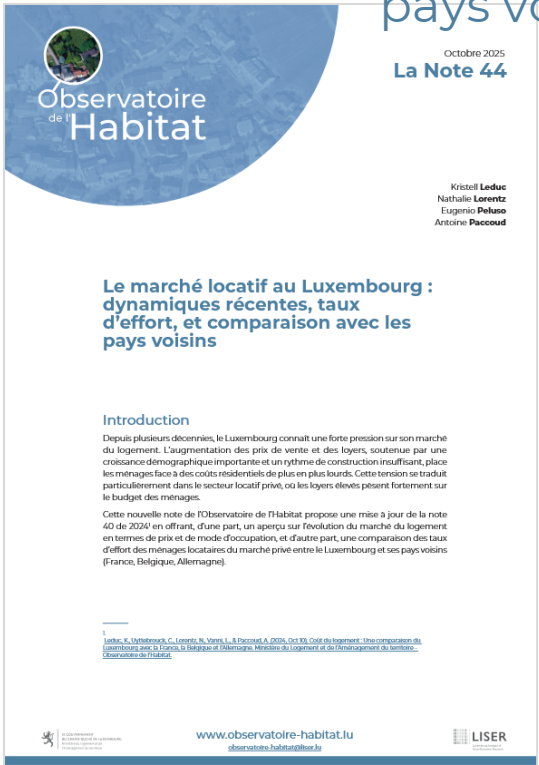 pays vo
Octobre 2025
La Note 44
Observatoire
de l'Habitat
Kristell Leduc
Nathalie Lorentz
Eugenio Peluso
Antoine Paccoud
Le marché locatif au Luxembourg :
dynamiques récentes, taux
d'effort, et comparaison avec les
pays voisins
Introduction
Depuis plusieurs décennies, le Luxembourg connaît une forte pression sur son marché
du logement. L'augmentation des prix de vente et des loyers, soutenue par une
croissance démographique importante et un rythme de construction insuffisant, place
les ménages face à des coûts résidentiels de plus en plus lourds. Cette tension se traduit
particulièrement dans le secteur locatif privé, où les loyers élevés pèsent fortement sur
le budget des ménages.
Cette nouvelle note de l'Observatoire de l'Habitat propose une mise à jour de la note
40 de 2024¹ en offrant, d'une part, un aperçu sur l'évolution du marché du logement
en termes de prix et de mode d'occupation, et d'autre part, une comparaison des taux
d'effort des ménages locataires du marché privé entre le Luxembourg et ses pays voisins
(France, Belgique, Allemagne).
1
Leduc, K., Uyttebrouck, C., Lorentz, N., Vanni, L., & Paccoud, A. (2024, Oct 10). Coût du logement : Une comparaison du
Luxembourg avec la France, la Belgique et l'Allemagne. Ministère du Logement et de l'Aménagement du territoire –
Observatoire de l'Habitat.
www.observatoire-habitat.lu
observatoire-habitat@liser.lu
LISER